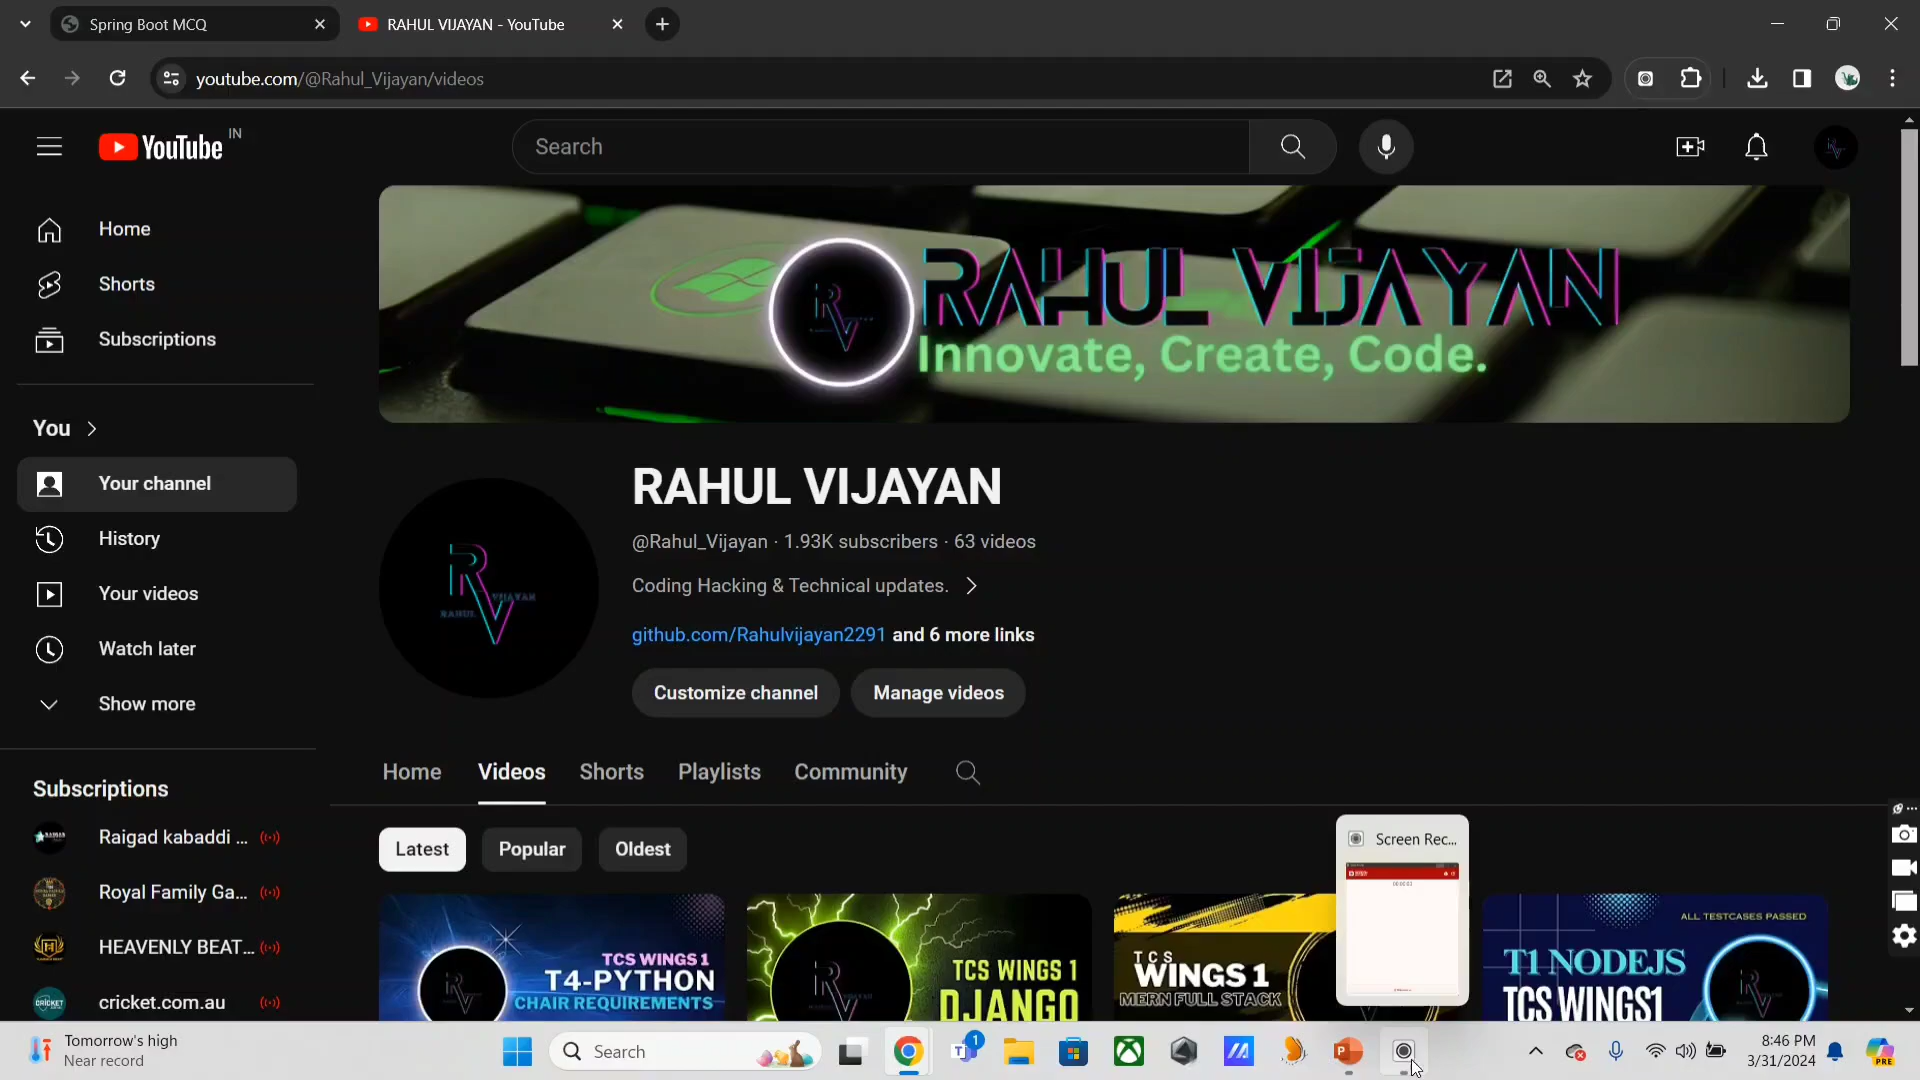 Spring Boot MCQ
RAHUL VIJAYAN - YouTube
youtube.com/@Rahul_Vijayan/videos
YouTube IN
Search
Home
Shorts
Subscriptions
You
Your channel
History
Your videos
Watch later
Show more
Subscriptions
Raigad kabaddi ...
Royal Family Ga...
HEAVENLY BEAT...
cricket.com.au
RAHUL VIJAYAN
Innovate, Create, Code.
RAHUL VIJAYAN
RAHUL VIJAYAN
@Rahul_Vijayan · 1.93K subscribers · 63 videos
Coding Hacking & Technical updates.
github.com/Rahulvijayan2291 and 6 more links
Customize channel
Manage videos
Home
Videos
Shorts
Playlists
Community
Latest
Popular
Oldest
TCS WINGS 1
T4-PYTHON
CHAIR REQUIREMENTS
TCS WINGS 1
DJANGO
TCS
WINGS 1
MERN FULL STACK
Screen Rec...
ALL TESTCASES PASSED
T1 NODEJS
TCS WINGS1
Tomorrow's high
Near record
Search
1
8:46 PM
3/31/2024
PRE